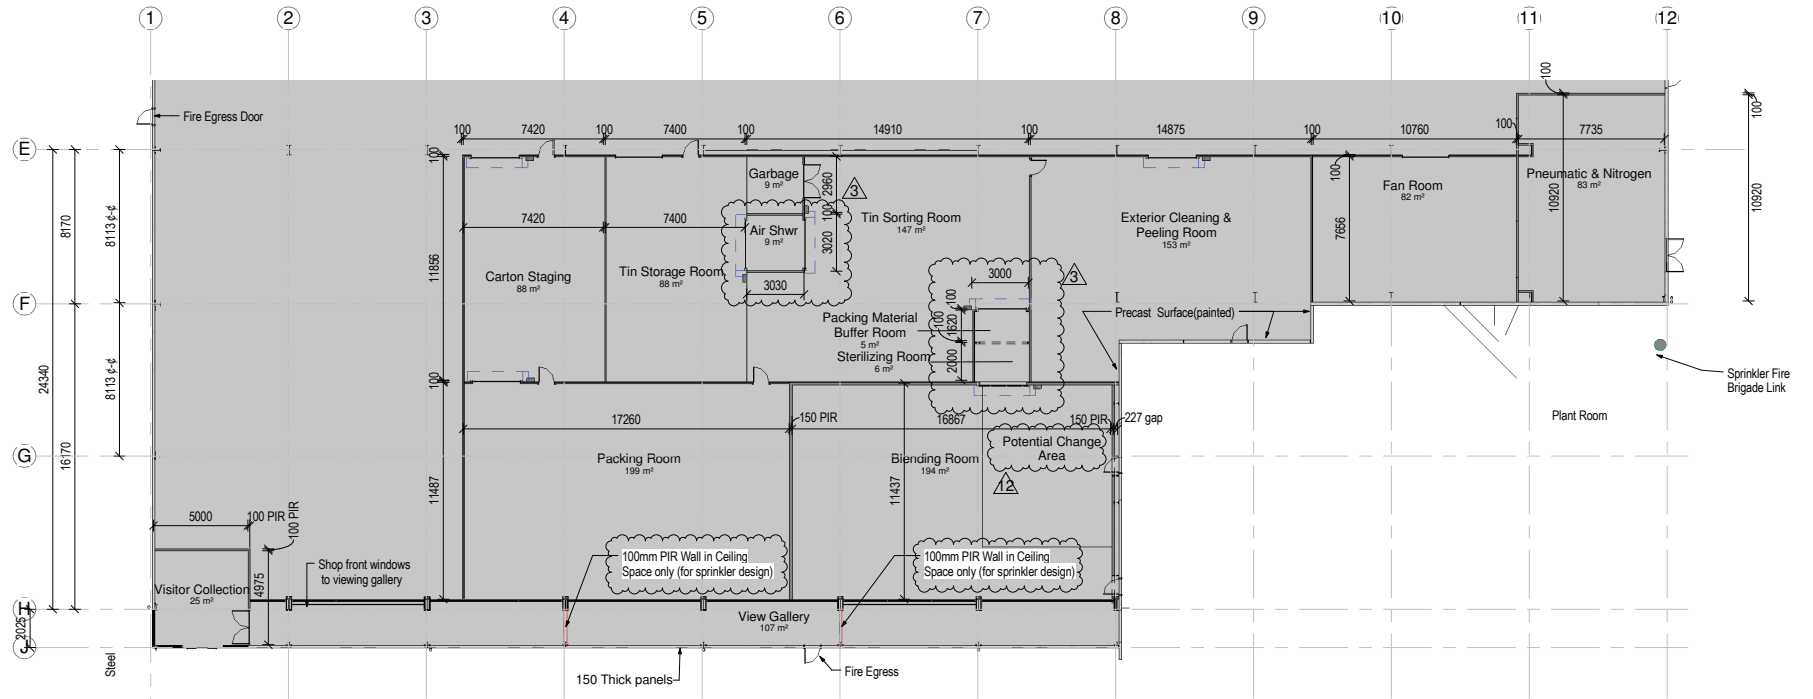 1 2 3 4 5 6 7 8 9 10 11 12
100
Fire Egress Door
100 7420 100 7400 100 14910 100 14875 100 10760 100 7735
100
E
100
Garbage
9 m²
2960
3
100
Fan Room
82 m²
Pneumatic & Nitrogen
83 m²
10920
10920
8170
8113 ¢-¢
7420
7400
Air Shwr
9 m²
100
3020
Tin Sorting Room
147 m²
Exterior Cleaning &
Peeling Room
153 m²
7656
11856
Carton Staging
88 m²
Tin Storage Room
88 m²
3030
3000
3
F
24340
8113 ¢-¢
100
Packing Material
Buffer Room
5 m²
Sterilizing Room
6 m²
100
100
1620
2000
Precast Surface(painted)
Sprinkler Fire
Brigade Link
Plant Room
17260
150 PIR
16867
150 PIR
227 gap
G
16170
11487
Packing Room
199 m²
Blending Room
194 m²
11437
Potential Change
Area
12
5000
100 PIR
100 PIR
4975
Shop front windows
to viewing gallery
100mm PIR Wall in Ceiling
Space only (for sprinkler design)
100mm PIR Wall in Ceiling
Space only (for sprinkler design)
Visitor Collection
25 m²
H
2025
View Gallery
107 m²
J
Steel
150 Thick panels
Fire Egress